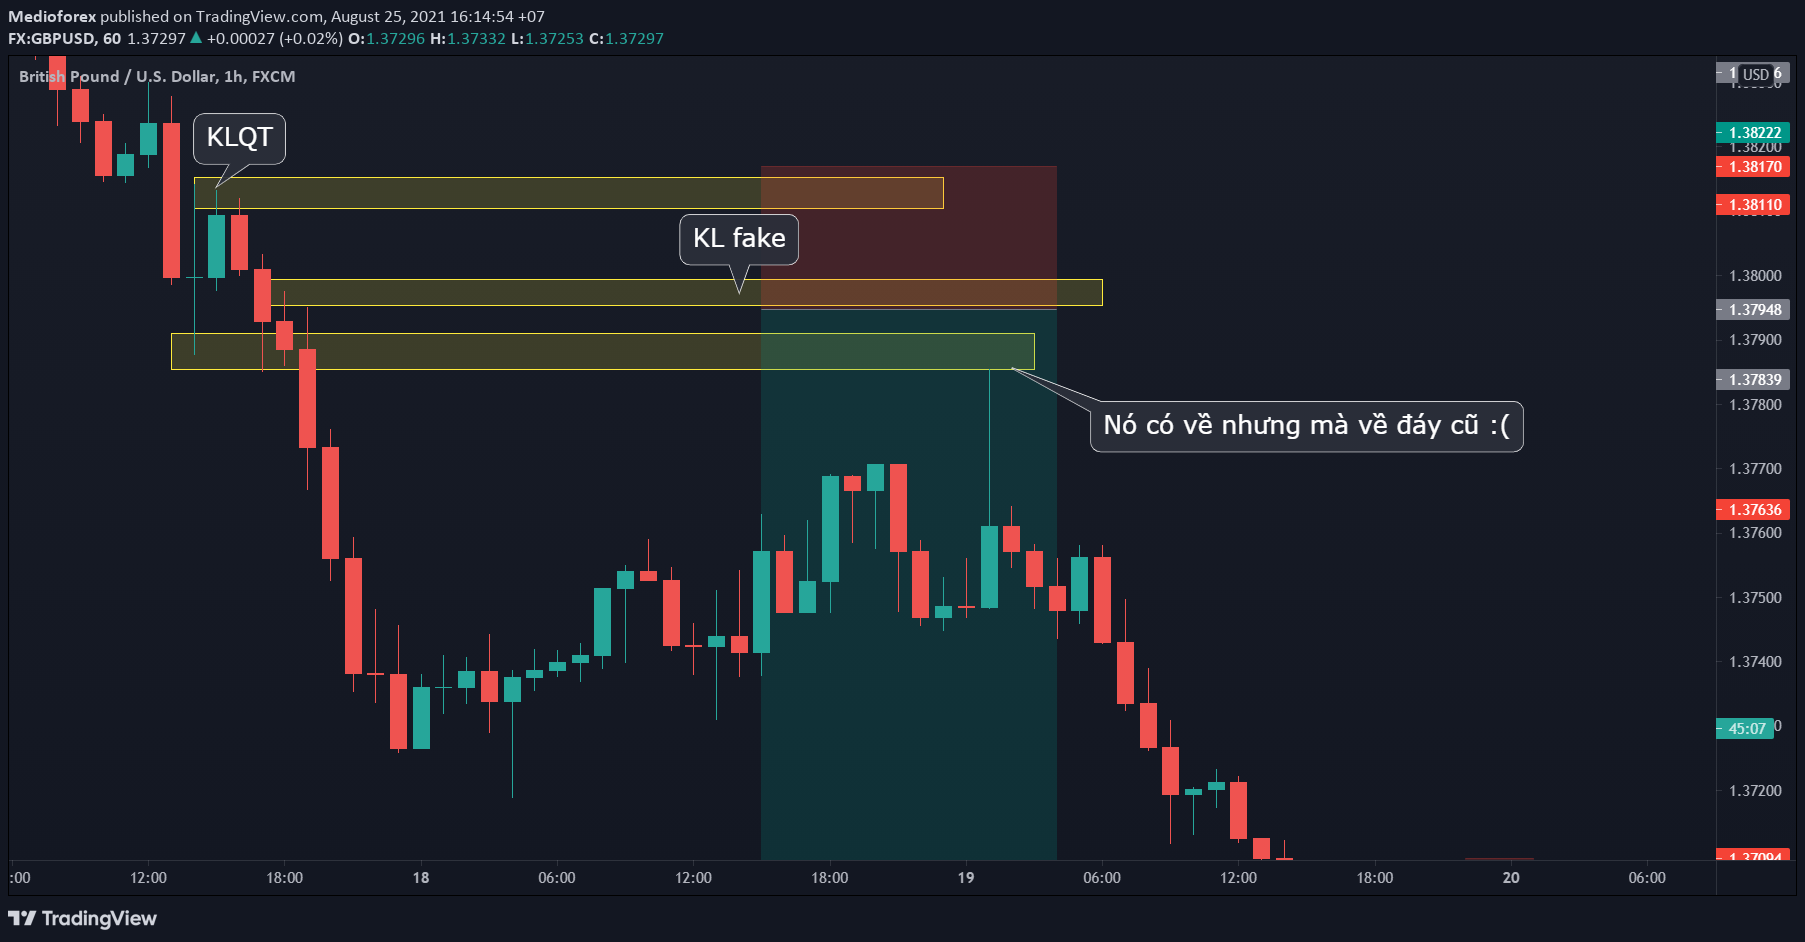 Medioforex published on TradingView.com, August 25, 2021 16:14:54 +07
FX:GBPUSD, 60 1.37297 ▲ +0.00027 (+0.02%) O:1.37296 H:1.37332 L:1.37253 C:1.37297
British Pound / U.S. Dollar, 1h, FXCM
USD
KLQT
1.38222
1.38200
1.38170
1.38110
KL fake
1.38000
1.37948
1.37900
1.37839
1.37800
Nó có về nhưng mà về đáy cũ :(
1.37700
1.37636
1.37600
1.37500
1.37400
45:07
1.37200
1.37094
:00 12:00 18:00 18 06:00 12:00 18:00 19 06:00 12:00 18:00 20 06:00
TradingView